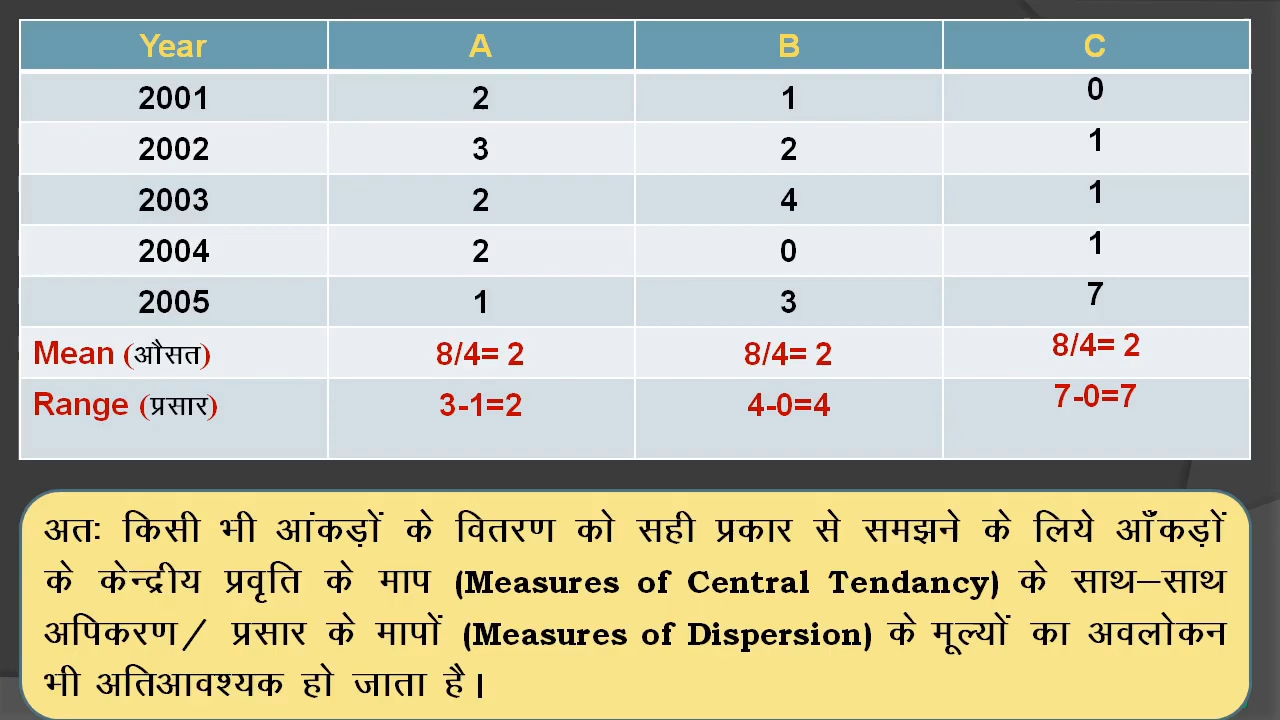 Year A B C
2001 2 1 0
2002 3 2 1
2003 2 4 1
2004 2 0 1
2005 1 3 7
Mean (औसत) 8/4= 2 8/4= 2 8/4= 2
Range (प्रसार) 3-1=2 4-0=4 7-0=7
अतः किसी भी आंकड़ों के वितरण को सही प्रकार से समझने के लिये आँकड़ों
के केन्द्रीय प्रवृति के माप (Measures of Central Tendancy) के साथ–साथ
अपिकरण/ प्रसार के मापों (Measures of Dispersion) के मूल्यों का अवलोकन
भी अतिआवश्यक हो जाता है।